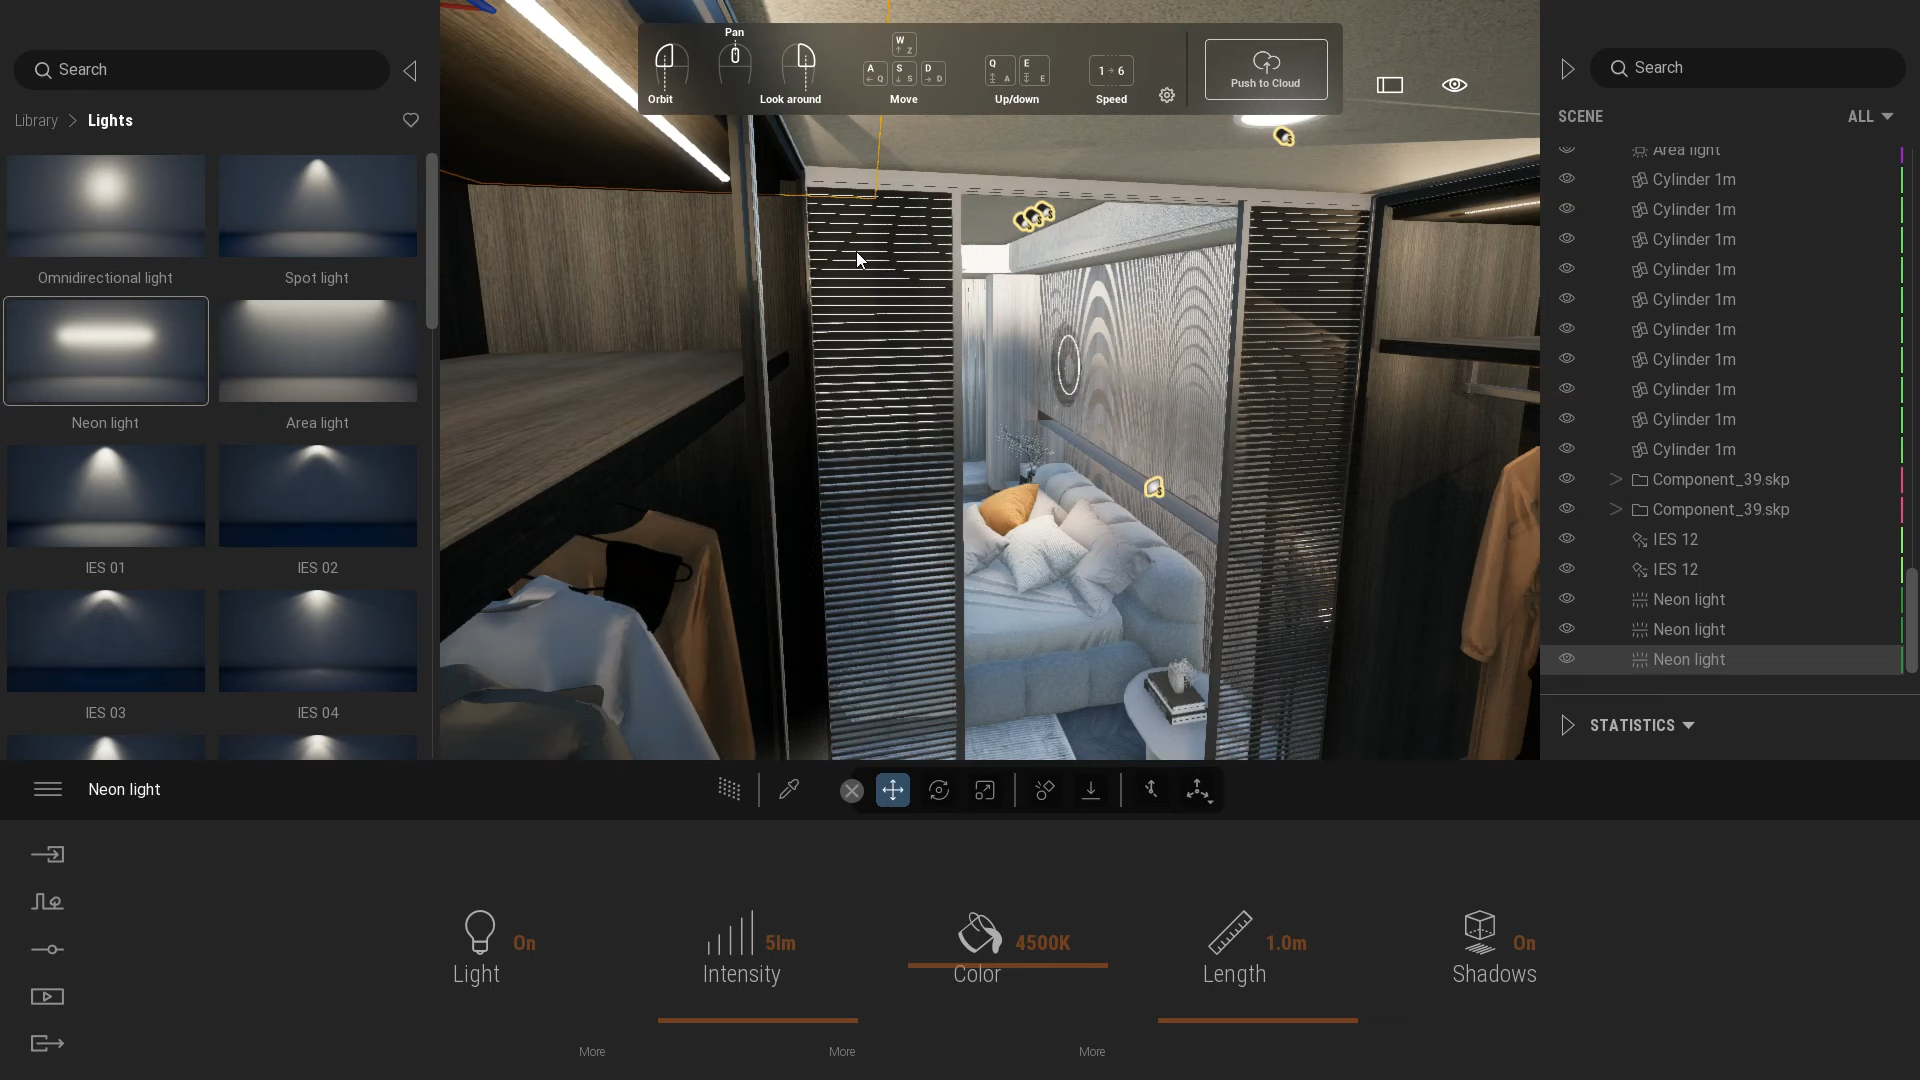 Search
Library > Lights
Omnidirectional light
Spot light
Neon light
Area light
IES 01
IES 02
IES 03
IES 04
Pan
Orbit
Look around
W
Z
A
Q
S
S
D
D
Move
Q
A
E
E
Up/down
1 → 6
Speed
Push to Cloud
Search
SCENE
ALL
Area light
Cylinder 1m
Cylinder 1m
Cylinder 1m
Cylinder 1m
Cylinder 1m
Cylinder 1m
Cylinder 1m
Cylinder 1m
Cylinder 1m
Cylinder 1m
> Component_39.skp
> Component_39.skp
IES 12
IES 12
Neon light
Neon light
Neon light
STATISTICS
Neon light
On
Light
5lm
Intensity
4500K
Color
1.0m
Length
On
Shadows
More
More
More